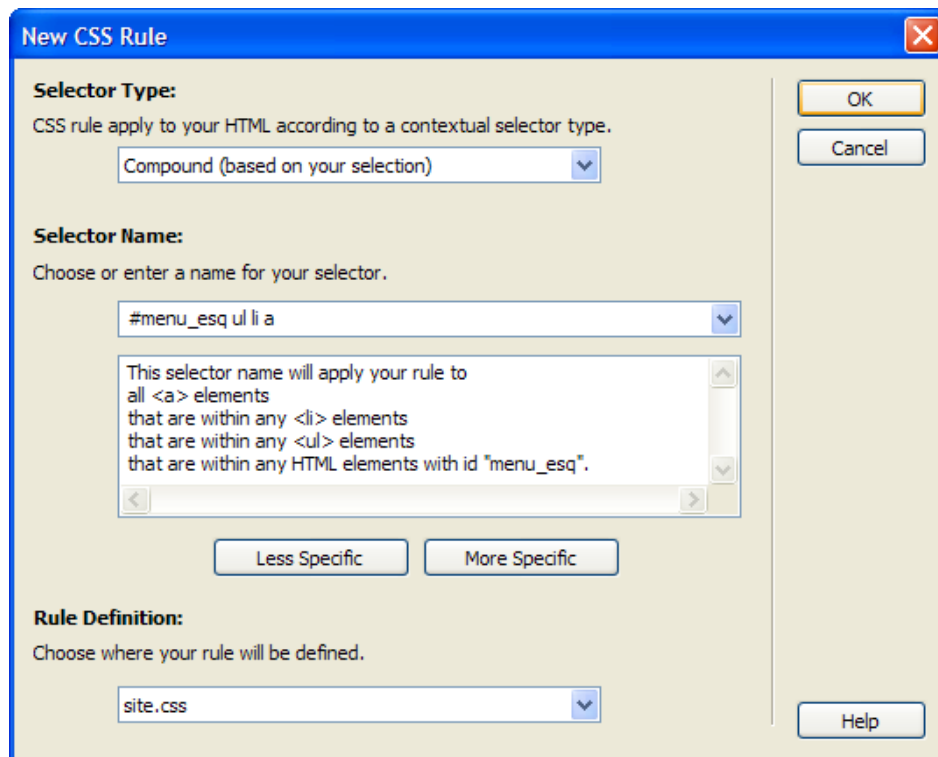 New CSS Rule
Selector Type:
OK
CSS rule apply to your HTML according to a contextual selector type.
Cancel
Compound (based on your selection)
Selector Name:
Choose or enter a name for your selector.
#menu_esq ul li a
This selector name will apply your rule to
all <a> elements
that are within any <li> elements
that are within any <ul> elements
that are within any HTML elements with id "menu_esq".
Less Specific
More Specific
Rule Definition:
Choose where your rule will be defined.
site.css
Help